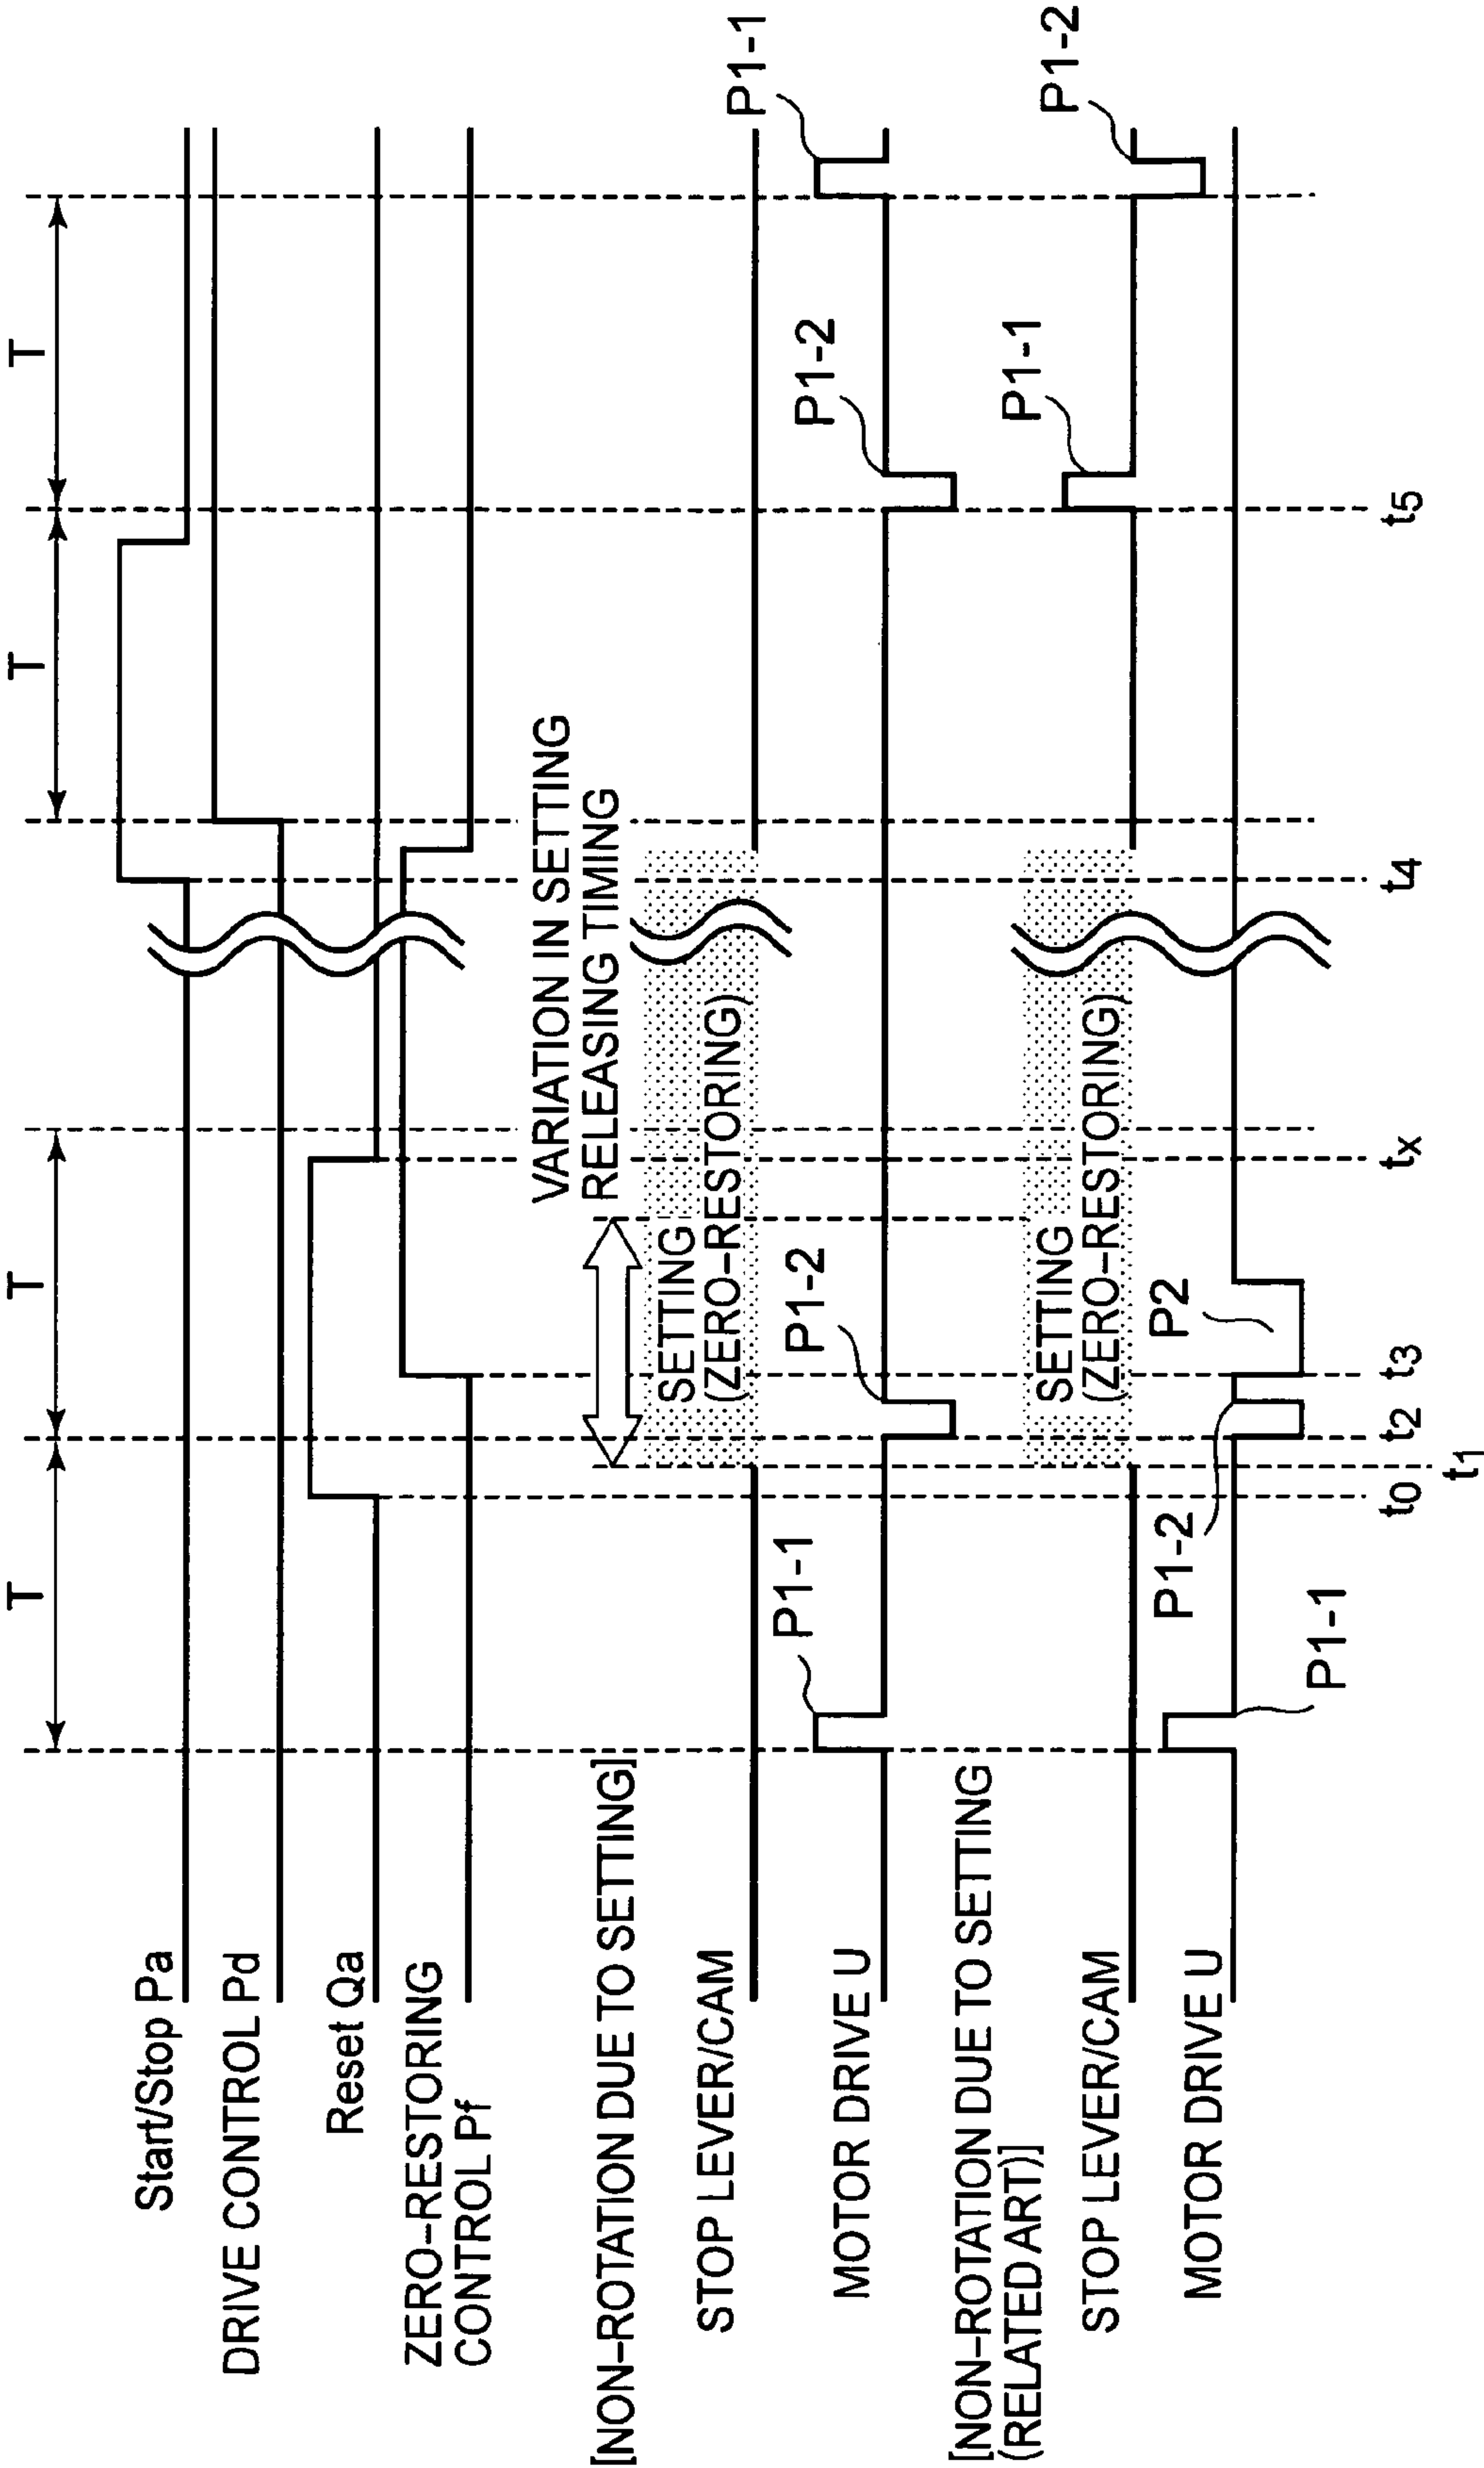 T
T
T
T
Start/Stop Pa
DRIVE CONTROL Pd
Reset Qa
ZERO-RESTORING
CONTROL Pf
VARIATION IN SETTING
RELEASING TIMING
[NON-ROTATION DUE TO SETTING]
SETTING
(ZERO-RESTORING)
STOP LEVER/CAM
P1-1
P1-1
P1-2
P1-2
MOTOR DRIVE U
[NON-ROTATION DUE TO SETTING
(RELATED ART)]
SETTING
(ZERO-RESTORING)
P1-1
P1-2
STOP LEVER/CAM
P1-2
P2
MOTOR DRIVE U
P1-1
t0
t2
t3
tx
t4
t5
t1